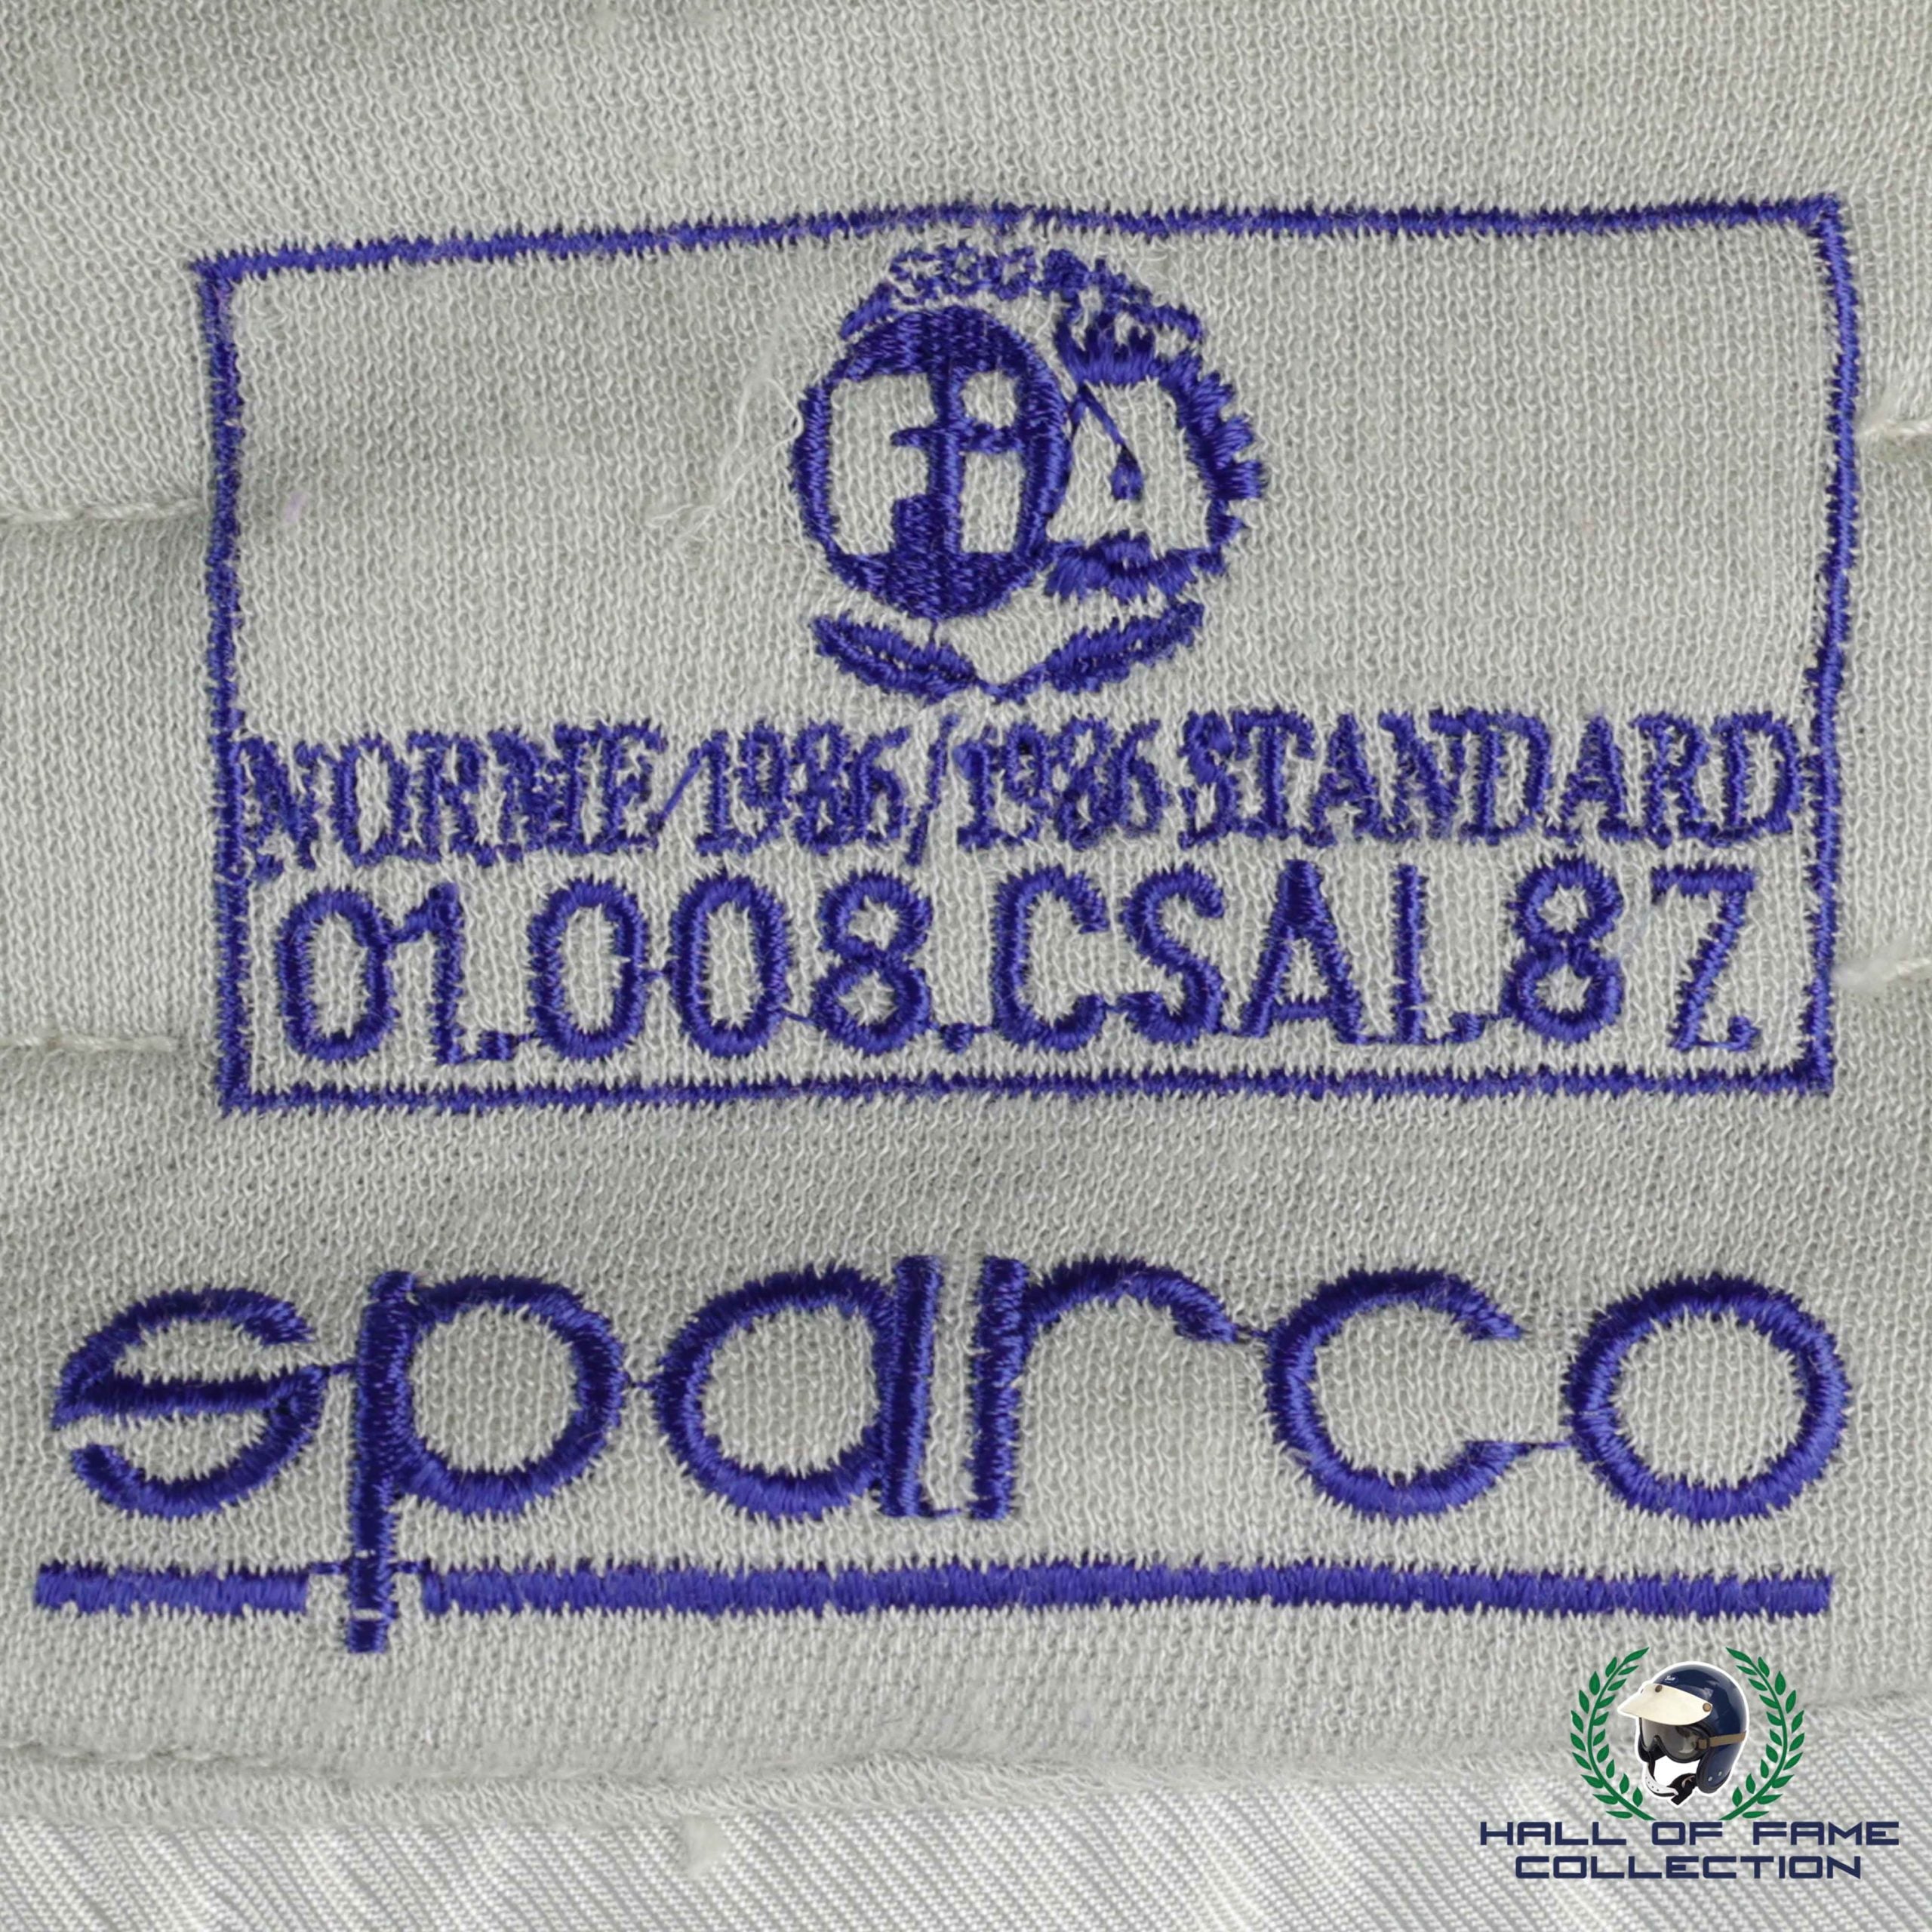 FiA
NORME 1986/1986 STANDARD
01.008.CSAI.87
sparco
HALL OF FAME
COLLECTION